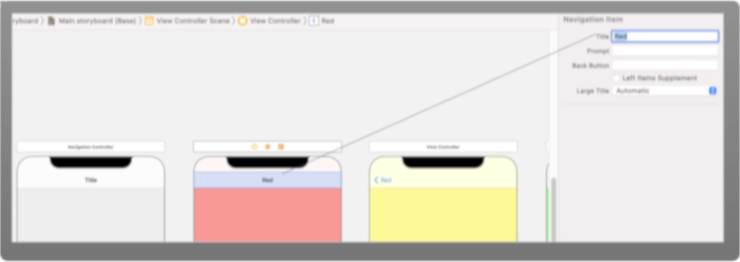 ryboard 〉 Main.storyboard (Base) 〉 View Controller Scene 〉 View Controller 〉 Red
Navigation Item
Title Red
Prompt
Back Button
Left Items Supplement
Large Title Automatic
Navigation Controller
View Controller
Title
Red
Red